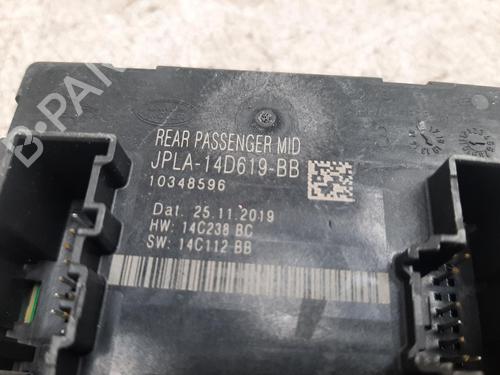 REAR PASSENGER MID
JPLA-14D619-BB
10348596
Dat. 25.11.2019
HW: 14C238 BC
SW: 14C112 BB